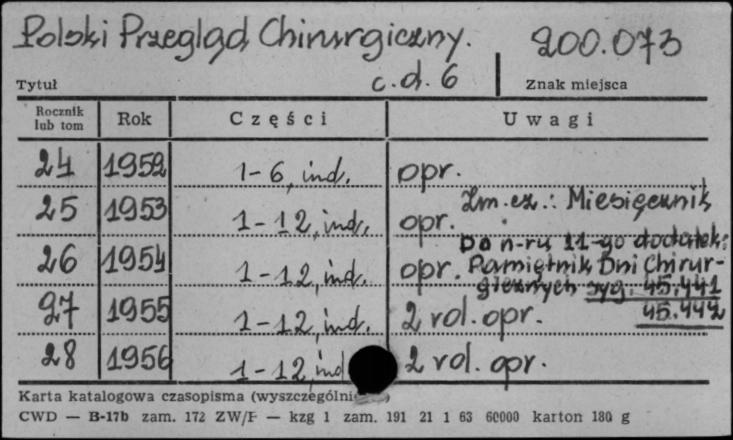 Polski Przegląd Chirurgiczny. 200.073
Tytuł c.d. 6 Znak miejsca
Rocznik lub tom Rok Części Uwagi
24 1952 1-6, ind. opr.
Zm. cz.: Miesięcznik
25 1953 1-12, ind. opr.
Do n-ru 11-go dodatek:
26 1954 1-12, ind. opr. Pamiętnik Dni Chirur-
gicznych syg. 45.441
27 1955 1-12, ind. 2 vol. opr. 45.442
28 1956 1-12, ind 2 vol. opr.
Karta katalogowa czasopisma
CWD — B-17b zam. 172 ZW/F — kzg 1 zam. 191 21 1 63 60000 karton 180 g